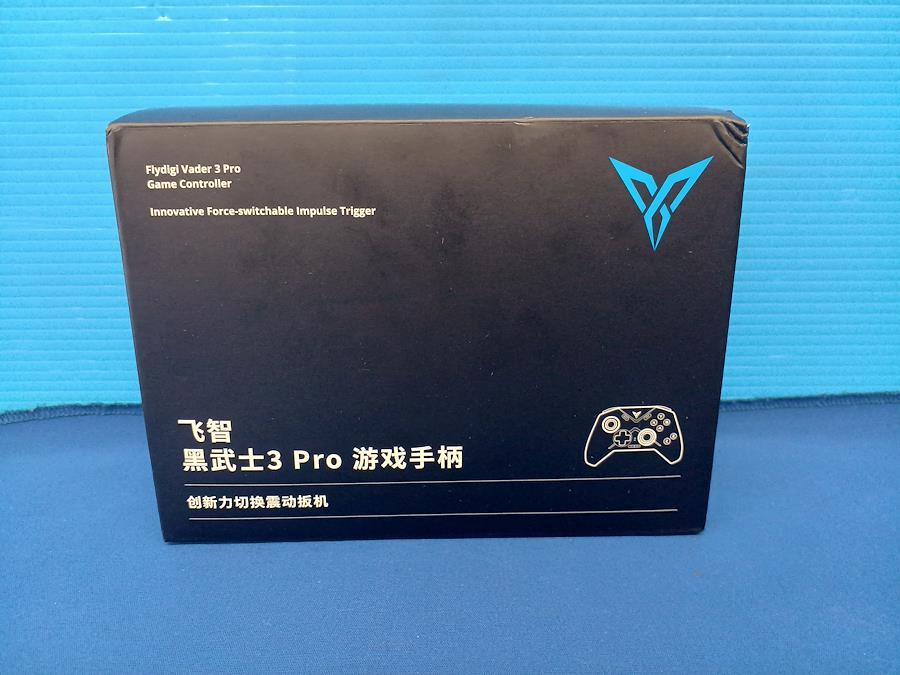 Flydigi Vader 3 Pro
Game Controller
Innovative Force-switchable Impulse Trigger
飞智
黑武士3 Pro 游戏手柄
创新力切换震动扳机